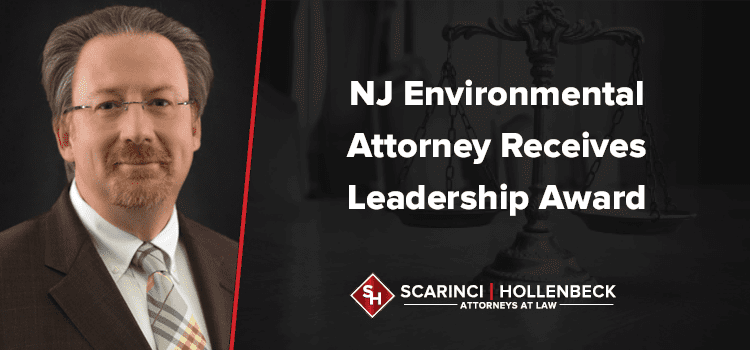 NJ Environmental
Attorney Receives
Leadership Award
SH
SCARINCI | HOLLENBECK
ATTORNEYS AT LAW